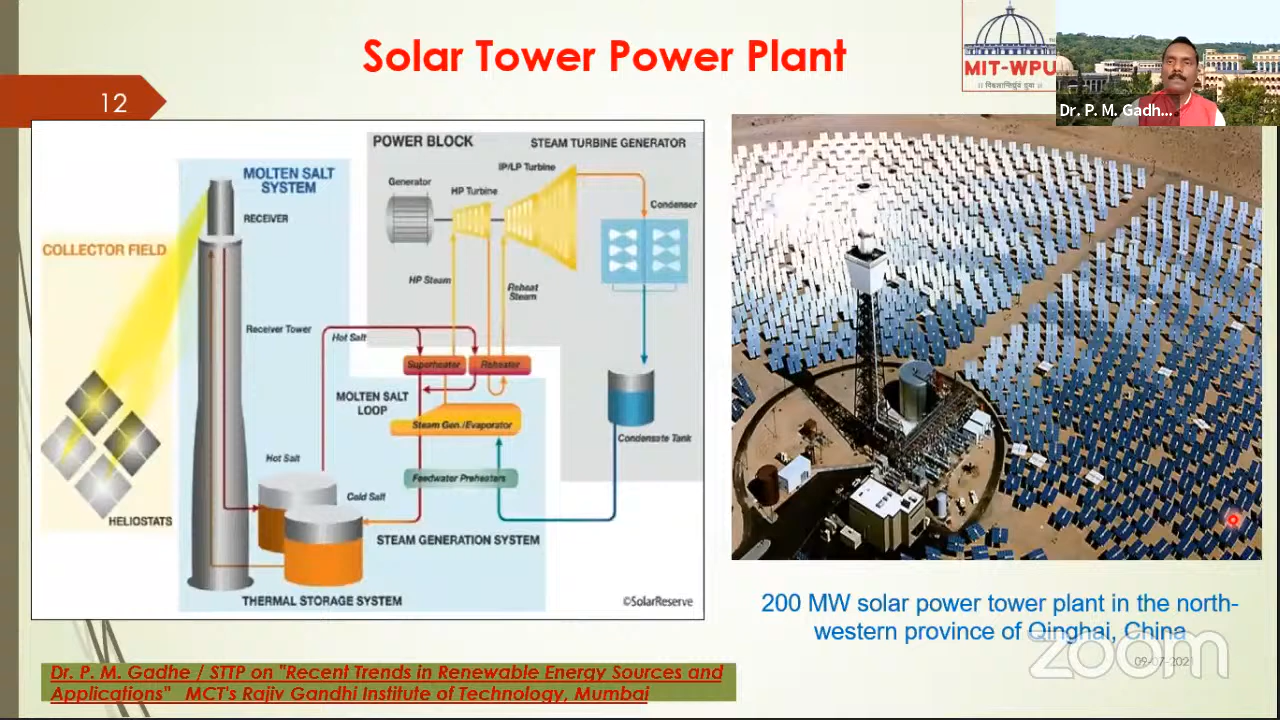 Solar Tower Power Plant
12
MIT-WPU
Dr. P. M. Gadh...
POWER BLOCK
STEAM TURBINE GENERATOR
MOLTEN SALT
SYSTEM
IP/LP Turbine
Generator
HP Turbine
Condenser
RECEIVER
COLLECTOR FIELD
HP Steam
Reheat
Steam
Receiver Tower
Hot Salt
Superheater
Reheater
MOLTEN SALT
LOOP
Steam Gen./Evaporator
Condensate Tank
Hot Salt
Feedwater Preheaters
Cold Salt
HELIOSTATS
STEAM GENERATION SYSTEM
THERMAL STORAGE SYSTEM
©SolarReserve
200 MW solar power tower plant in the north-
western province of Qinghai, China
zoom
09-07-2021
Dr. P. M. Gadhe / STTP on "Recent Trends in Renewable Energy Sources and
Applications" MCT's Rajiv Gandhi Institute of Technology, Mumbai